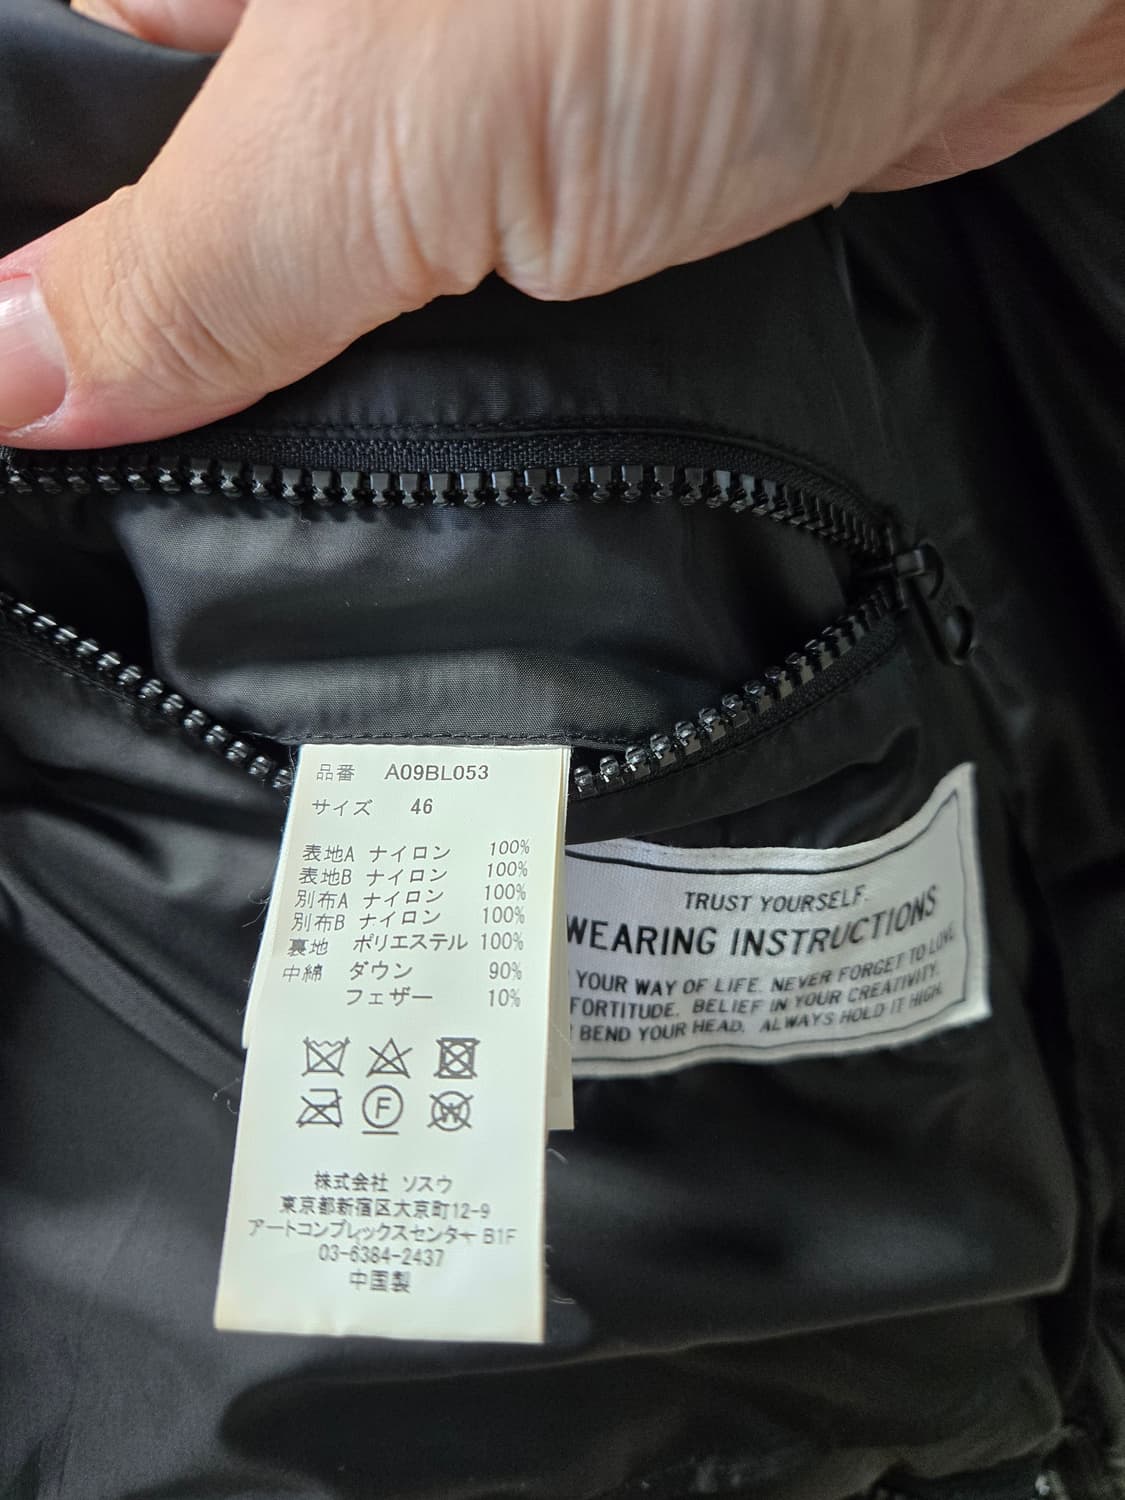 品番 A09BL053
サイズ 46
表地A ナイロン 100%
表地B ナイロン 100%
別布A ナイロン 100%
別布B ナイロン 100%
裏地 ポリエステル 100%
中綿 ダウン 90%
フェザー 10%
F
W
株式会社 ソスウ
東京都新宿区大京町12-9
アートコンプレックスセンター B1F
03-6384-2437
中国製
TRUST YOURSELF.
WEARING INSTRUCTIONS
YOUR WAY OF LIFE. NEVER FORGET TO LOVE
FORTITUDE. BELIEF IN YOUR CREATIVITY.
BEND YOUR HEAD. ALWAYS HOLD IT HIGH.